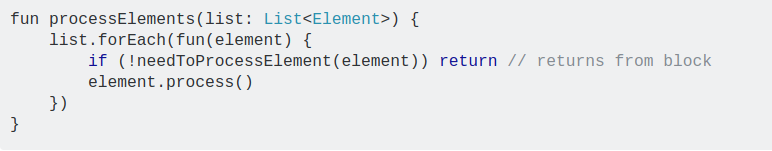 fun processElements(list: List<Element>) {
    list.forEach(fun(element) {
        if (!needToProcessElement(element)) return // returns from block
        element.process()
    })
}